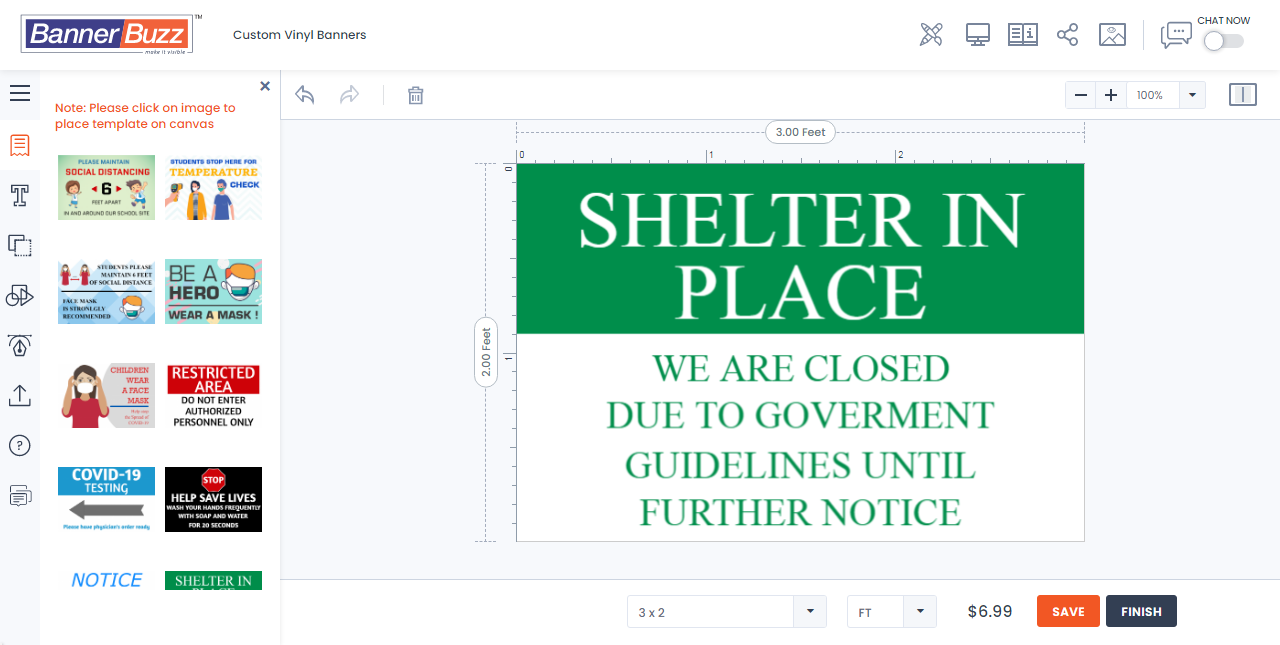 BannerBuzz™
make it visible
Custom Vinyl Banners
CHAT NOW
Note: Please click on image to
place template on canvas
100%
PLEASE MAINTAIN
SOCIAL DISTANCING
6
FEET APART
IN AND AROUND OUR SCHOOL SITE
STUDENTS STOP HERE FOR
TEMPERATURE
CHECK
STUDENTS PLEASE
MAINTAIN 6 FEET
OF SOCIAL DISTANCE
FACE MASK
IS STRONLGLY
RECOMMENDED
BE A
HERO
WEAR A MASK !
CHILDREN
WEAR
A FACE
MASK
RESTRICTED
AREA
DO NOT ENTER
AUTHORIZED
PERSONNEL ONLY
COVID-19
TESTING
Please have physician's order ready
STOP
HELP SAVE LIVES
WASH YOUR HANDS FREQUENTLY
WITH SOAP AND WATER
FOR 20 SECONDS
NOTICE
SHELTER IN
PLACE
3.00 Feet
0 1 2
0
1
2.00 Feet
SHELTER IN
PLACE
WE ARE CLOSED
DUE TO GOVERMENT
GUIDELINES UNTIL
FURTHER NOTICE
3 x 2
FT
$6.99
SAVE
FINISH